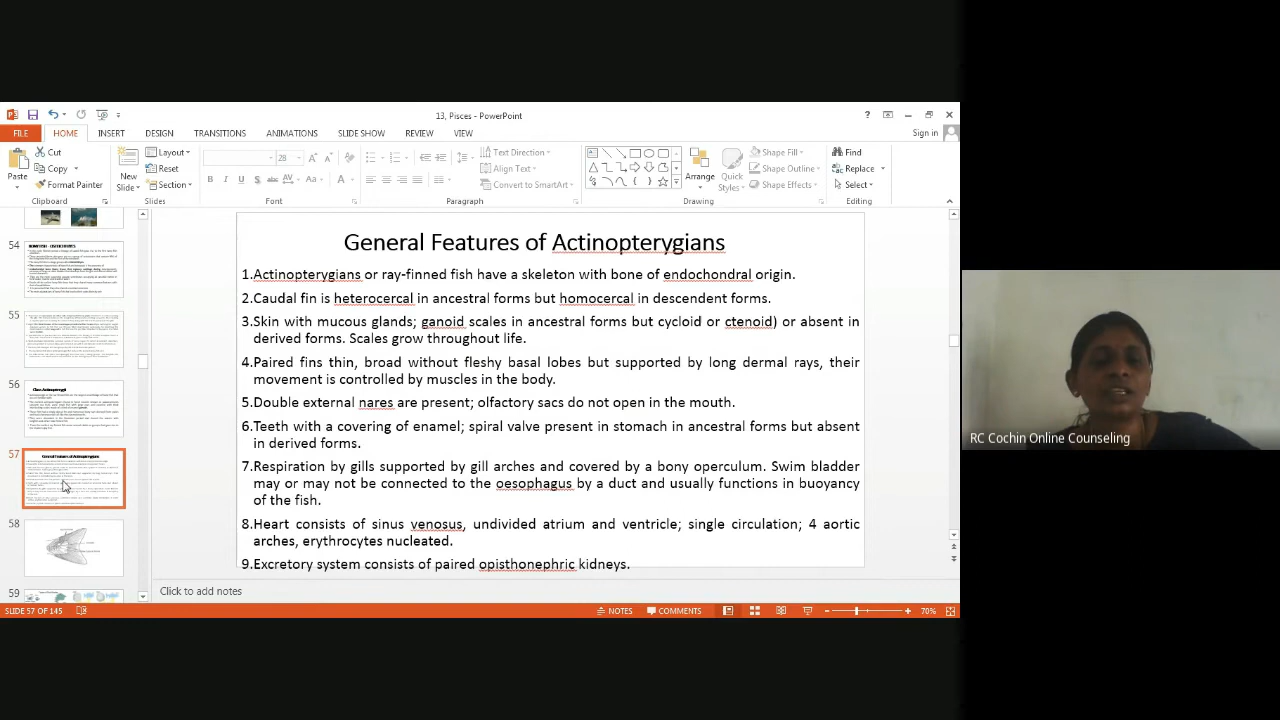 13, Pisces - PowerPoint
Sign in
FILE HOME INSERT DESIGN TRANSITIONS ANIMATIONS SLIDE SHOW REVIEW VIEW
Cut
Copy
Format Painter
Paste
Clipboard
New
Slide
Layout
Reset
Section
Slides
28
Font
Text Direction
Align Text
Convert to SmartArt
Paragraph
Arrange
Quick
Styles
Shape Fill
Shape Outline
Shape Effects
Drawing
Find
Replace
Select
Editing
54
55
56
57
58
59
General Features of Actinopterygians
1.Actinopterygians or ray-finned fishes; skeleton with bone of endochondral origin.
2.Caudal fin is heterocercal in ancestral forms but homocercal in descendent forms.
3.Skin with mucous glands; ganoid scales in ancestral forms but cycloid or ctenoid or absent in
derived forms. Scales grow throughout life.
4.Paired fins thin, broad without fleshy basal lobes but supported by long dermal rays, their
movement is controlled by muscles in the body.
5.Double external nares are present on snout but do not open in the mouth.
6.Teeth with a covering of enamel, spiral valve present in stomach in ancestral forms but absent
in derived forms.
7.Respiration by gills supported by gill arches and covered by a bony operculum; swim bladder
may or may not connected to the oesophagus by a duct and usually functions in buoyancy
of the fish.
8.Heart consists of sinus venosus, undivided atrium and ventricle; single circulation; 4 aortic
arches, erythrocytes nucleated.
9.Excretory system consists of paired opisthonephric kidneys.
Click to add notes
SLIDE 57 OF 145
NOTES COMMENTS 70%
RC Cochin Online Counseling